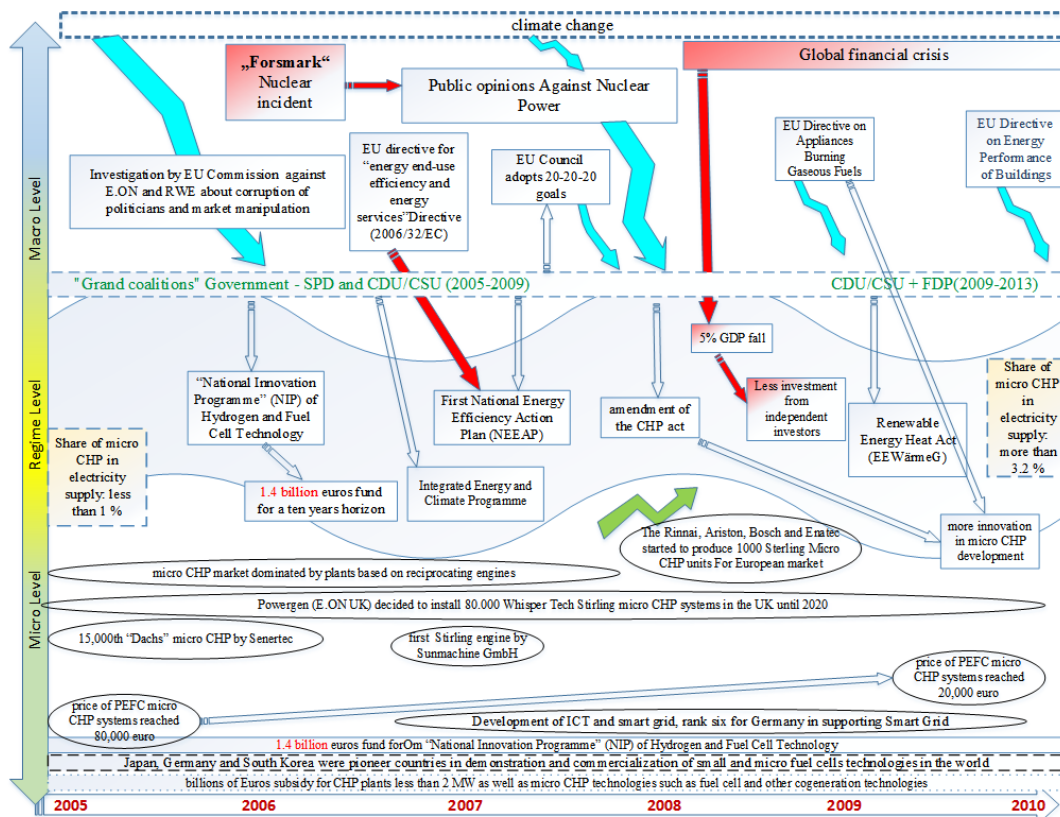 climate change
„Forsmark“
Nuclear
incident
Public opinions Against Nuclear
Power
Global financial crisis
Investigation by EU Commission against
E.ON and RWE about corruption of
politicians and market manipulation
EU directive for
“energy end-use
efficiency and
energy
services”Directive
(2006/32/EC)
EU Council
adopts 20-20-20
goals
EU Directive on
Appliances
Burning
Gaseous Fuels
EU Directive
on Energy
Performance
of Buildings
Macro Level
"Grand coalitions" Government - SPD and CDU/CSU (2005-2009)
CDU/CSU + FDP(2009-2013)
5% GDP fall
“National Innovation
Programme” (NIP) of
Hydrogen and Fuel
Cell Technology
First National Energy
Efficiency Action
Plan (NEEAP)
amendment of
the CHP act
Less investment
from
independent
investors
Renewable
Energy Heat Act
(EEWärmeG)
Share of
micro CHP
in
electricity
supply:
more than
3.2 %
Regime Level
Share of micro
CHP in
electricity
supply: less
than 1 %
1.4 billion euros fund
for a ten years horizon
Integrated Energy and
Climate Programme
The Rinnai, Ariston, Bosch and Enatec
started to produce 1000 Sterling Micro
CHP units For European market
more innovation
in micro CHP
development
Micro Level
micro CHP market dominated by plants based on reciprocating engines
Powergen (E.ON UK) decided to install 80.000 Whisper Tech Stirling micro CHP systems in the UK until 2020
15,000th “Dachs” micro CHP by Senertec
first Stirling engine by
Sunmachine GmbH
price of PEFC micro
CHP systems reached
20,000 euro
price of PEFC micro
CHP systems reached
80,000 euro
Development of ICT and smart grid, rank six for Germany in supporting Smart Grid
1.4 billion euros fund forOm “National Innovation Programme” (NIP) of Hydrogen and Fuel Cell Technology
Japan, Germany and South Korea were pioneer countries in demonstration and commercialization of small and micro fuel cells technologies in the world
billions of Euros subsidy for CHP plants less than 2 MW as well as micro CHP technologies such as fuel cell and other cogeneration technologies
2005 2006 2007 2008 2009 2010